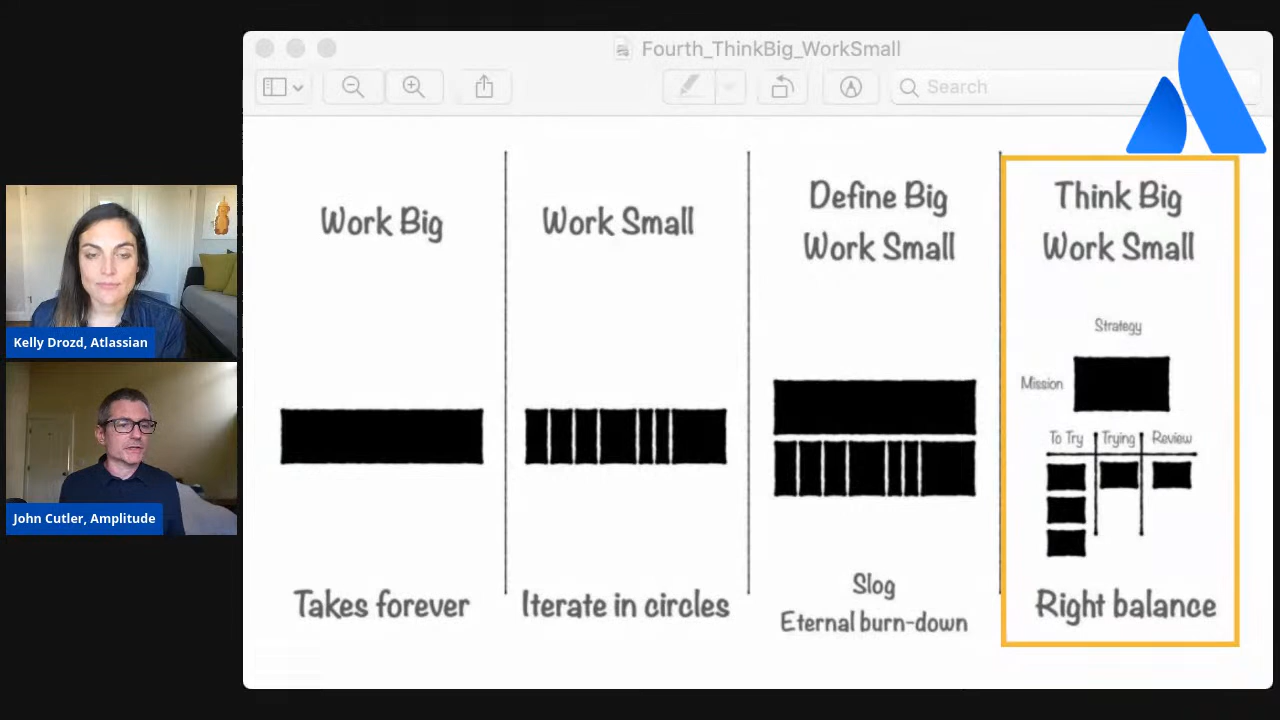 Fourth_ThinkBig_WorkSmall
Search
Work Big
Takes forever
Work Small
Iterate in circles
Define Big
Work Small
Slog
Eternal burn-down
Think Big
Work Small
Strategy
Mission
To Try
Trying
Review
Right balance
Kelly Drozd, Atlassian
John Cutler, Amplitude